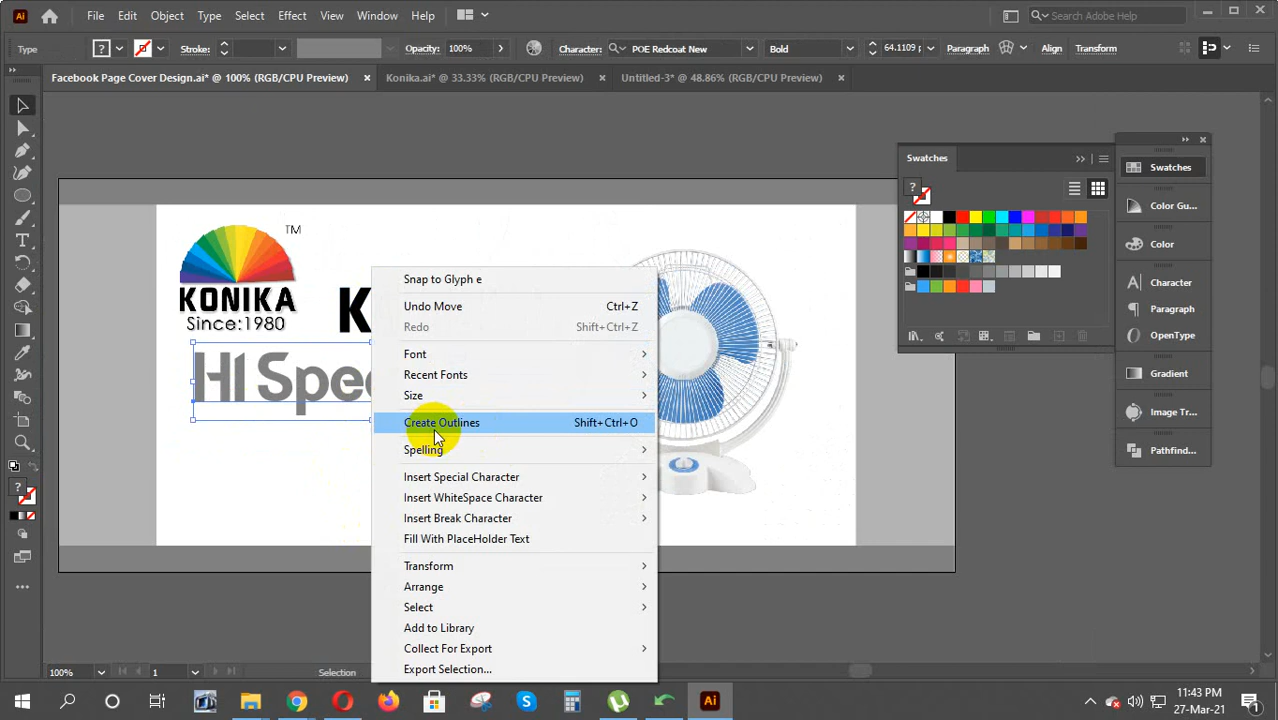 Ai File Edit Object Type Select Effect View Window Help Search Adobe Help
Type Stroke: Opacity: 100% Character: POE Redcoat New Bold 64.1109 p Paragraph Align Transform
Facebook Page Cover Design.ai* @ 100% (RGB/CPU Preview) Konika.ai* @ 33.33% (RGB/CPU Preview) Untitled-3* @ 48.86% (RGB/CPU Preview)
Swatches
Swatches
Color Gu...
Color
Character
Paragraph
OpenType
Gradient
Image Tr...
Pathfind...
TM
KONIKA
Since:1980
K
HI Spe
Snap to Glyph e
Undo Move Ctrl+Z
Redo Shift+Ctrl+Z
Font
Recent Fonts
Size
Create Outlines Shift+Ctrl+O
Spelling
Insert Special Character
Insert WhiteSpace Character
Insert Break Character
Fill With PlaceHolder Text
Transform
Arrange
Select
Add to Library
Collect For Export
Export Selection...
100% 1 Selection
Ai
11:43 PM
27-Mar-21
1